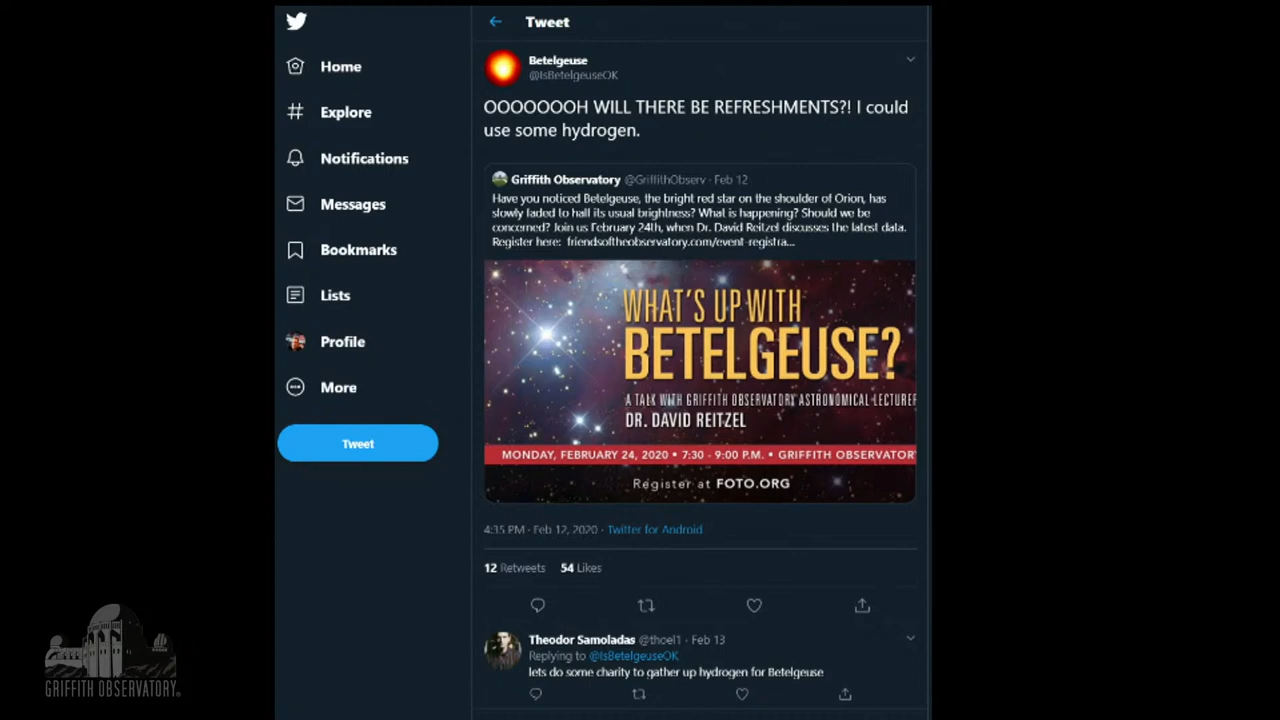 Tweet
Home
Explore
Notifications
Messages
Bookmarks
Lists
Profile
More
Tweet
Betelgeuse
@IsBetelgeuseOK
OOOOOOOH WILL THERE BE REFRESHMENTS?! I could
use some hydrogen.
Griffith Observatory @GriffithObserv · Feb 12
Have you noticed Betelgeuse, the bright red star on the shoulder of Orion, has
slowly faded to half its usual brightness? What is happening? Should we be
concerned? Join us February 24th, when Dr. David Reitzel discusses the latest data.
Register here: friendsoftheobservatory.com/event-registra...
WHAT'S UP WITH
BETELGEUSE?
A TALK WITH GRIFFITH OBSERVATORY ASTRONOMICAL LECTURER
DR. DAVID REITZEL
MONDAY, FEBRUARY 24, 2020 • 7:30 - 9:00 P.M. • GRIFFITH OBSERVATOR
Register at FOTO.ORG
4:35 PM · Feb 12, 2020 · Twitter for Android
12 Retweets 54 Likes
Theodor Samoladas @thoel1 · Feb 13
Replying to @IsBetelgeuseOK
lets do some charity to gather up hydrogen for Betelgeuse
GRIFFITH OBSERVATORY®